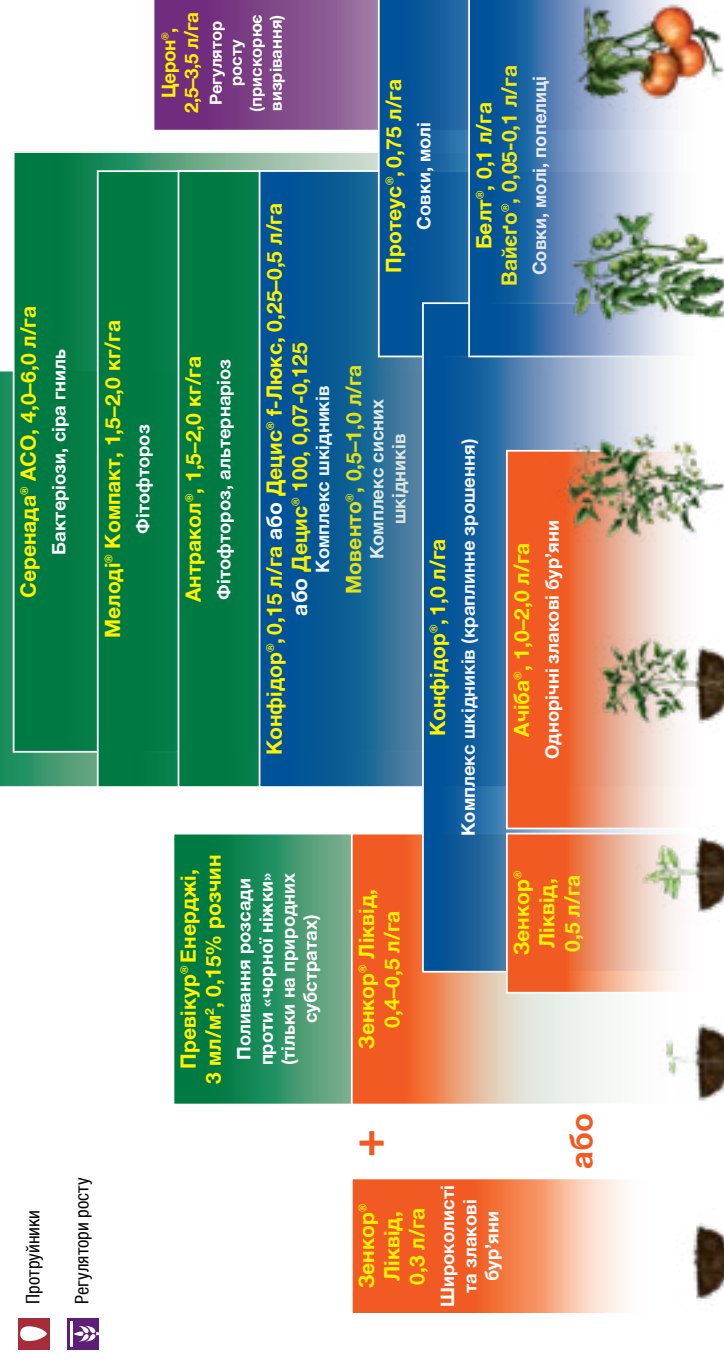 Протруйники
Регулятори росту
Зенкор®
Ліквід,
0,3 л/га
Широколисті
та злакові
бур’яни
+
або
Превікур® Енерджі,
3 мл/м², 0,15% розчин
Поливання розсади
проти «чорної ніжки»
(тільки на природних
субстратах)
Зенкор® Ліквід,
0,4–0,5 л/га
Зенкор®
Ліквід,
0,5 л/га
Серенада® АСО, 4,0–6,0 л/га
Бактеріози, сіра гниль
Мелоді® Компакт, 1,5–2,0 кг/га
Фітофтороз
Антракол®, 1,5–2,0 кг/га
Фітофтороз, альтернаріоз
Конфідор®, 0,15 л/га або Децис® f-Люкс, 0,25–0,5 л/га
або Децис® 100, 0,07-0,125
Комплекс шкідників
Мовенто®, 0,5–1,0 л/га
Комплекс сисних
шкідників
Конфідор®, 1,0 л/га
Комплекс шкідників (краплинне зрошення)
Ачіба®, 1,0–2,0 л/га
Однорічні злакові бур’яни
Церон®,
2,5–3,5 л/га
Регулятор
росту
(прискорює
визрівання)
Протеус®, 0,75 л/га
Совки, молі
Белт®, 0,1 л/га
Вайєго®, 0,05-0,1 л/га
Совки, молі, попелиці